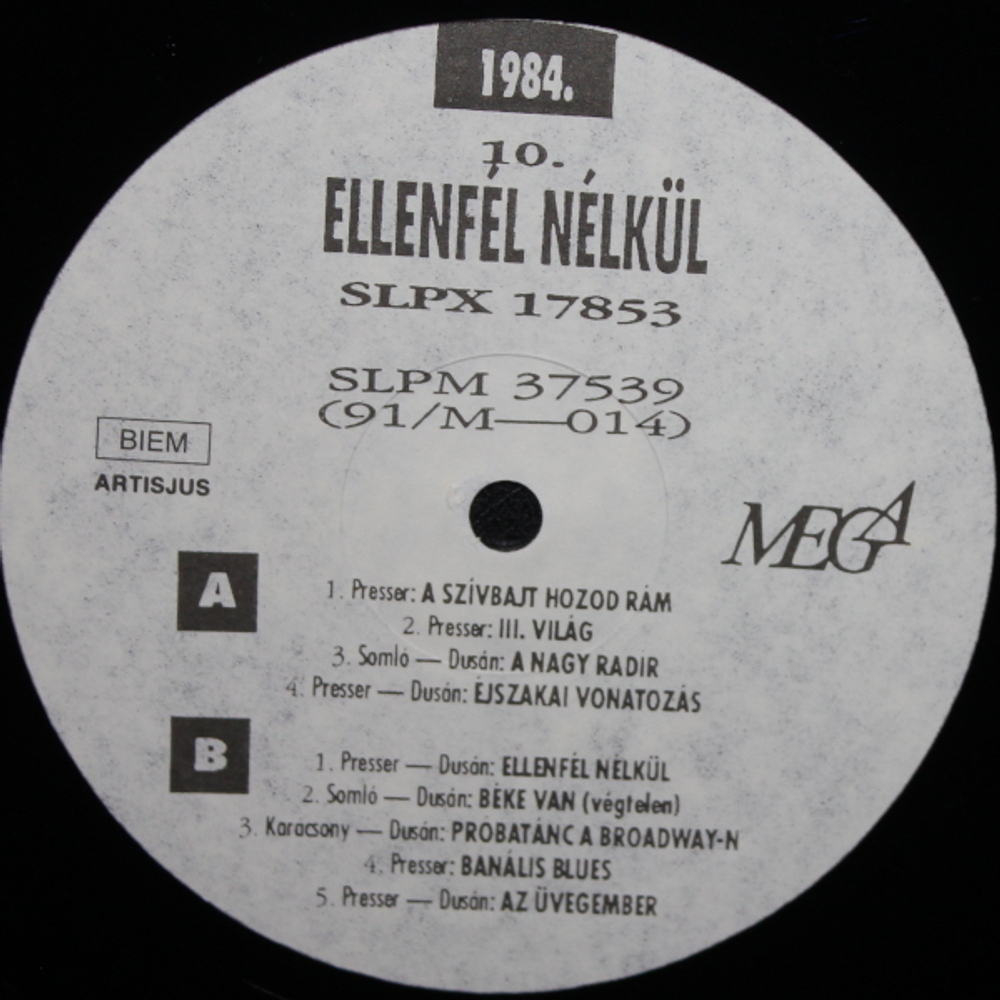 1984.
10.
ELLENFÉL NÉLKÜL
SLPX 17853
SLPM 37539
(91/M—014)
BIEM
ARTISJUS
MEGA
A
1. Presser: A SZÍVBAJT HOZOD RÁM
2. Presser: III. VILÁG
3. Somló — Dusán: A NAGY RADIR
4. Presser — Dusán: ÉJSZAKAI VONATOZÁS
B
1. Presser — Dusán: ELLENFÉL NÉLKÜL
2. Somló — Dusán: BÉKE VAN (végtelen)
3. Karacsony — Dusán: PRÓBATÁNC A BROADWAY-N
4. Presser: BANÁLIS BLUES
5. Presser — Dusán: AZ ÜVEGEMBER